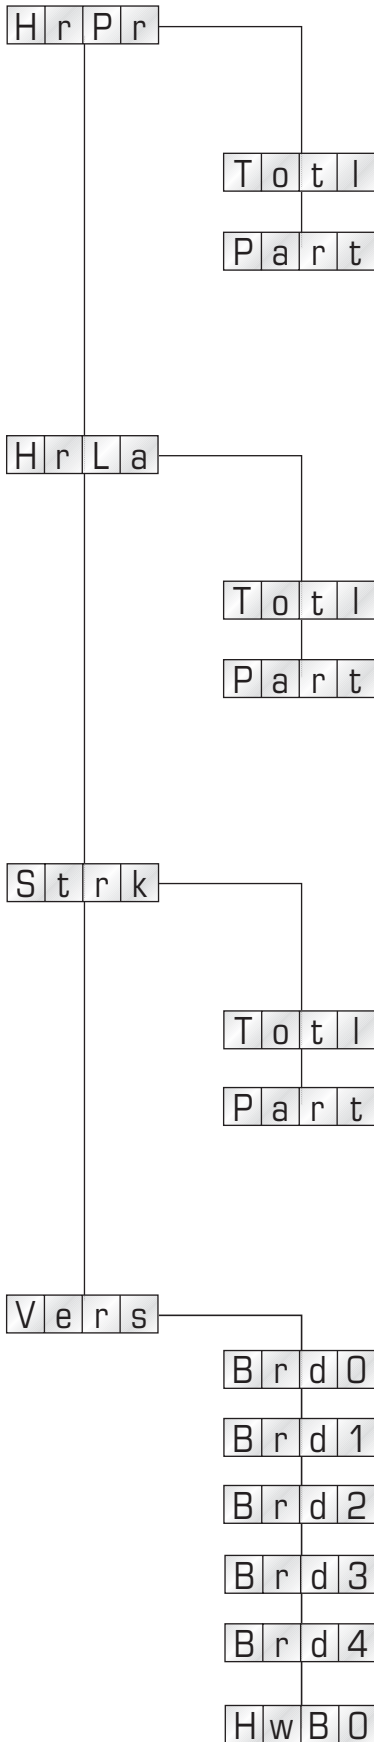 HrPr
Totl
Part
HrLa
Totl
Part
Strk
Totl
Part
Vers
Brd0
Brd1
Brd2
Brd3
Brd4
HwB0